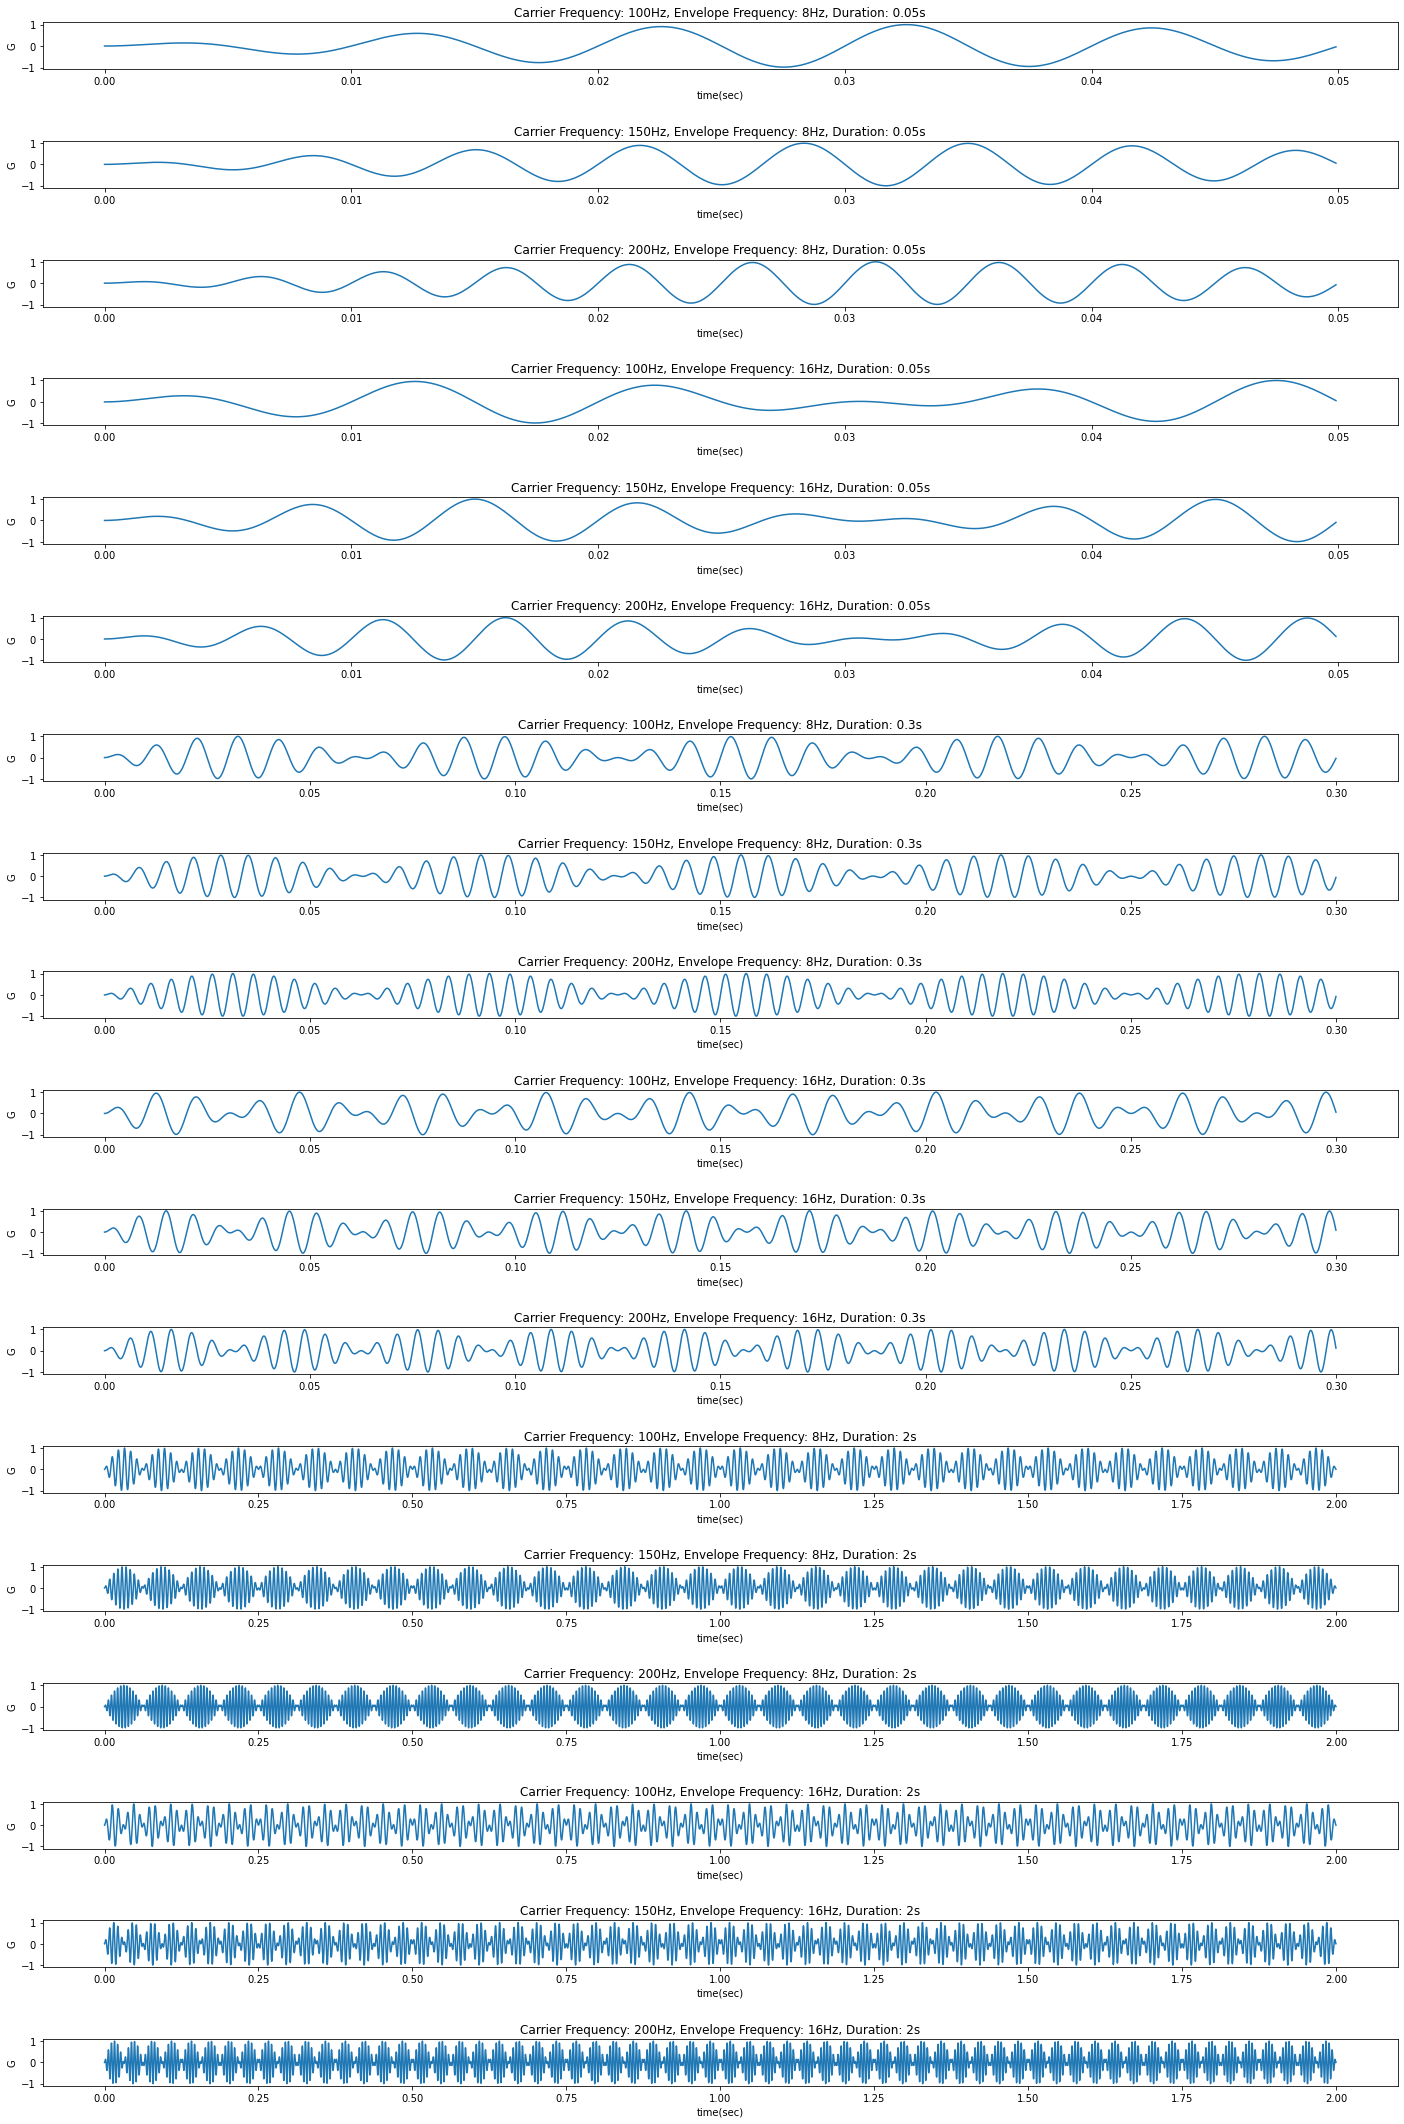 Carrier Frequency: 100Hz, Envelope Frequency: 8Hz, Duration: 0.05s
1
0
−1
G
0.00 0.01 0.02 0.03 0.04 0.05
time(sec)
Carrier Frequency: 150Hz, Envelope Frequency: 8Hz, Duration: 0.05s
1
0
−1
G
0.00 0.01 0.02 0.03 0.04 0.05
time(sec)
Carrier Frequency: 200Hz, Envelope Frequency: 8Hz, Duration: 0.05s
1
0
−1
G
0.00 0.01 0.02 0.03 0.04 0.05
time(sec)
Carrier Frequency: 100Hz, Envelope Frequency: 16Hz, Duration: 0.05s
1
0
−1
G
0.00 0.01 0.02 0.03 0.04 0.05
time(sec)
Carrier Frequency: 150Hz, Envelope Frequency: 16Hz, Duration: 0.05s
1
0
−1
G
0.00 0.01 0.02 0.03 0.04 0.05
time(sec)
Carrier Frequency: 200Hz, Envelope Frequency: 16Hz, Duration: 0.05s
1
0
−1
G
0.00 0.01 0.02 0.03 0.04 0.05
time(sec)
Carrier Frequency: 100Hz, Envelope Frequency: 8Hz, Duration: 0.3s
1
0
−1
G
0.00 0.05 0.10 0.15 0.20 0.25 0.30
time(sec)
Carrier Frequency: 150Hz, Envelope Frequency: 8Hz, Duration: 0.3s
1
0
−1
G
0.00 0.05 0.10 0.15 0.20 0.25 0.30
time(sec)
Carrier Frequency: 200Hz, Envelope Frequency: 8Hz, Duration: 0.3s
1
0
−1
G
0.00 0.05 0.10 0.15 0.20 0.25 0.30
time(sec)
Carrier Frequency: 100Hz, Envelope Frequency: 16Hz, Duration: 0.3s
1
0
−1
G
0.00 0.05 0.10 0.15 0.20 0.25 0.30
time(sec)
Carrier Frequency: 150Hz, Envelope Frequency: 16Hz, Duration: 0.3s
1
0
−1
G
0.00 0.05 0.10 0.15 0.20 0.25 0.30
time(sec)
Carrier Frequency: 200Hz, Envelope Frequency: 16Hz, Duration: 0.3s
1
0
−1
G
0.00 0.05 0.10 0.15 0.20 0.25 0.30
time(sec)
Carrier Frequency: 100Hz, Envelope Frequency: 8Hz, Duration: 2s
1
0
−1
G
0.00 0.25 0.50 0.75 1.00 1.25 1.50 1.75 2.00
time(sec)
Carrier Frequency: 150Hz, Envelope Frequency: 8Hz, Duration: 2s
1
0
−1
G
0.00 0.25 0.50 0.75 1.00 1.25 1.50 1.75 2.00
time(sec)
Carrier Frequency: 200Hz, Envelope Frequency: 8Hz, Duration: 2s
1
0
−1
G
0.00 0.25 0.50 0.75 1.00 1.25 1.50 1.75 2.00
time(sec)
Carrier Frequency: 100Hz, Envelope Frequency: 16Hz, Duration: 2s
1
0
−1
G
0.00 0.25 0.50 0.75 1.00 1.25 1.50 1.75 2.00
time(sec)
Carrier Frequency: 150Hz, Envelope Frequency: 16Hz, Duration: 2s
1
0
−1
G
0.00 0.25 0.50 0.75 1.00 1.25 1.50 1.75 2.00
time(sec)
Carrier Frequency: 200Hz, Envelope Frequency: 16Hz, Duration: 2s
1
0
−1
G
0.00 0.25 0.50 0.75 1.00 1.25 1.50 1.75 2.00
time(sec)